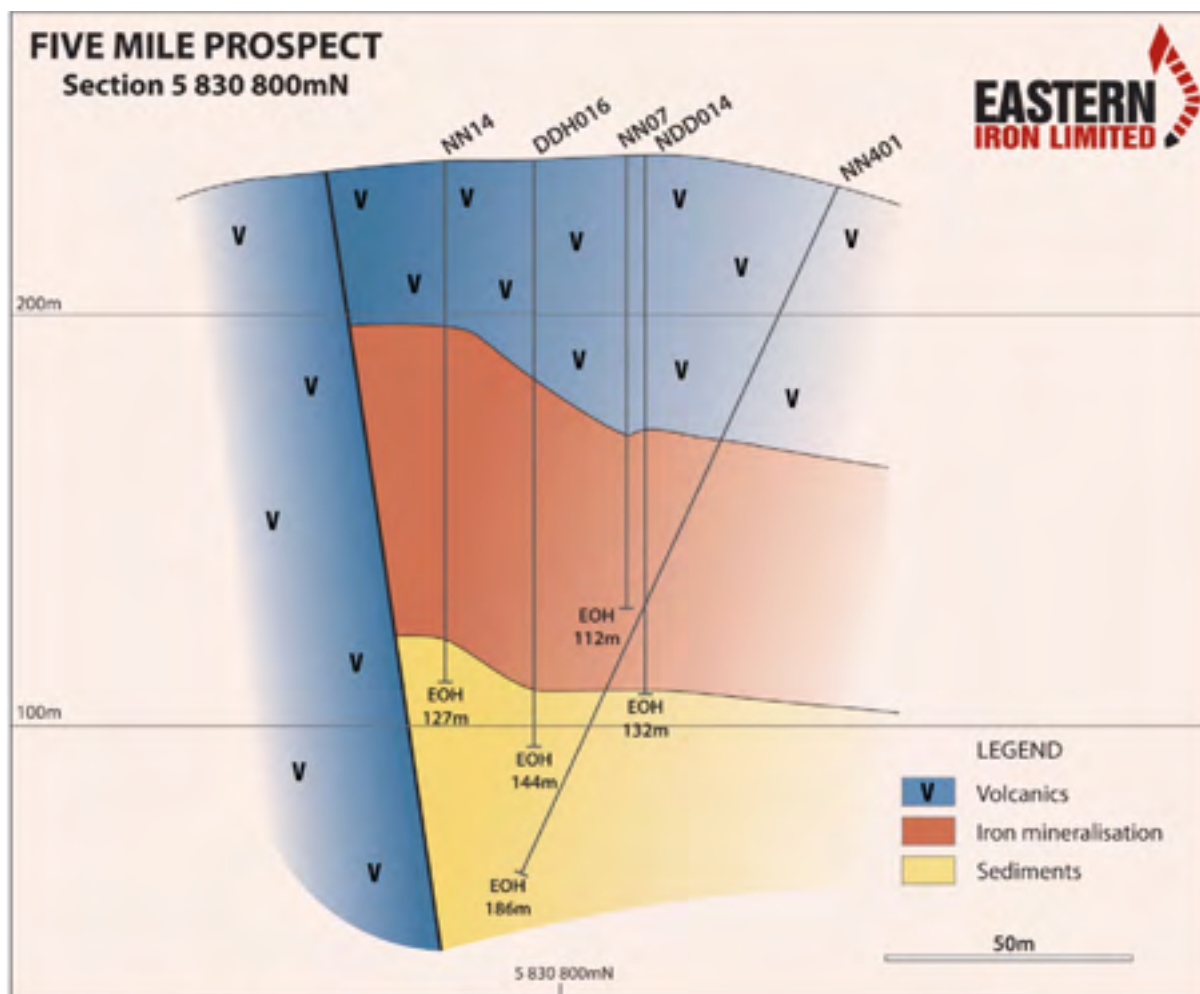 FIVE MILE PROSPECT
Section 5 830 800mN
EASTERN
IRON LIMITED
NN14
DDH016
NN07
NDD014
NN401
V
V
V
V
V
V
V
V
V
V
200m
V
V
V
V
V
V
EOH
112m
EOH
127m
EOH
132m
100m
EOH
144m
V
V
EOH
186m
LEGEND
V
Volcanics
Iron mineralisation
Sediments
50m
5 830 800mN